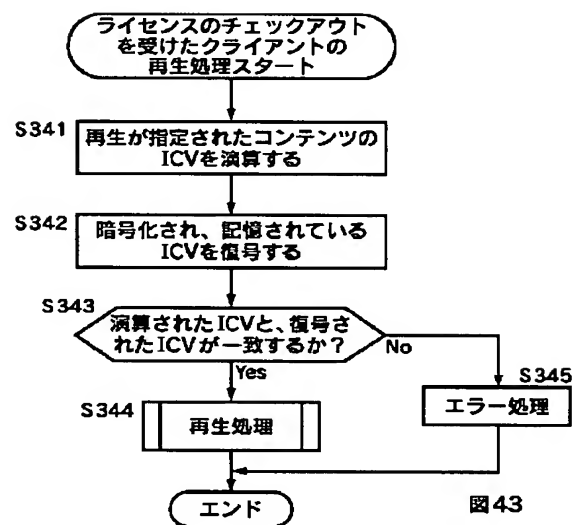 ライセンスのチェックアウト
を受けたクライアントの
再生処理スタート
S341
再生が指定されたコンテンツの
ICVを演算する
S342
暗号化され、記憶されている
ICVを復号する
S343
演算されたICVと、復号され
たICVが一致するか？
No
Yes
S345
エラー処理
S344
再生処理
エンド
図43